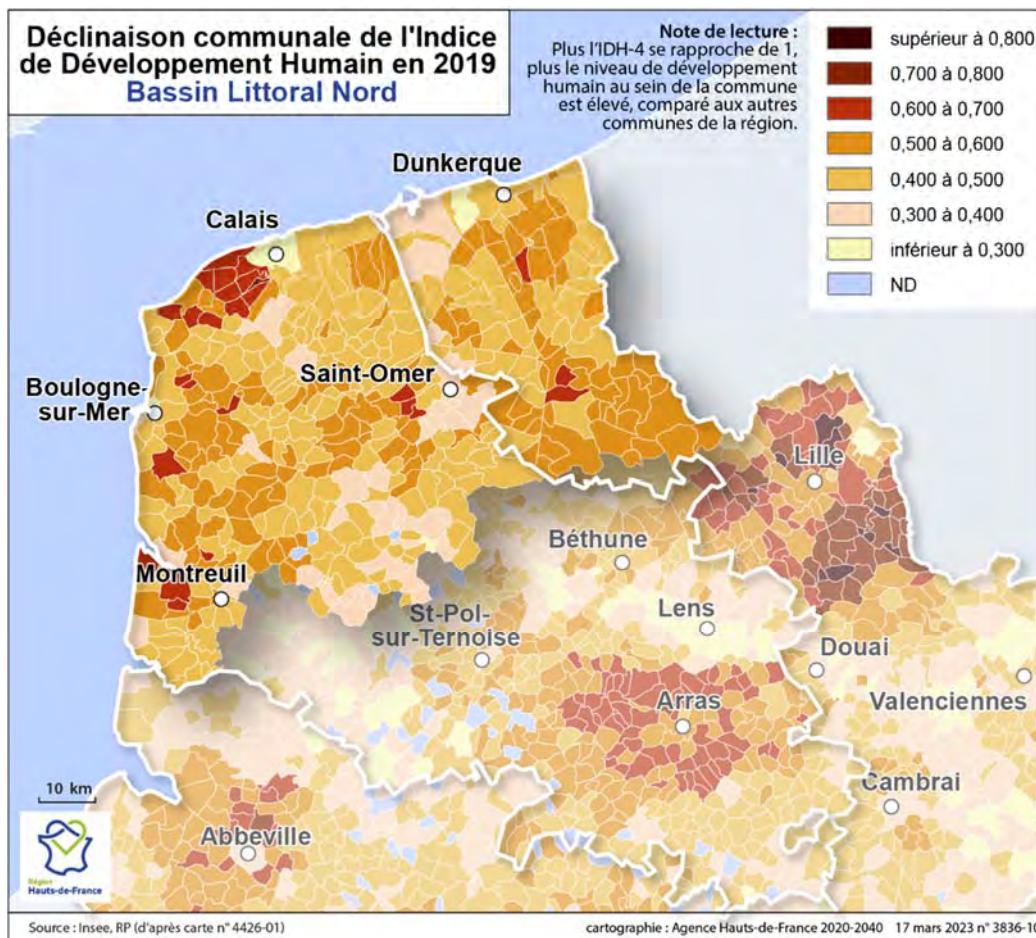 Déclinaison communale de l'Indice
de Développement Humain en 2019
Bassin Littoral Nord
Note de lecture :
Plus l'IDH-4 se rapproche de 1,
plus le niveau de développement
humain au sein de la commune
est élevé, comparé aux autres
communes de la région.
supérieur à 0,800
0,700 à 0,800
0,600 à 0,700
0,500 à 0,600
0,400 à 0,500
0,300 à 0,400
inférieur à 0,300
ND
Dunkerque
Calais
Saint-Omer
Boulogne-
sur-Mer
Lille
Béthune
Montreuil
Lens
St-Pol-
sur-Ternoise
Douai
Arras
Valenciennes
Cambrai
10 km
Abbeville
Région
Hauts-de-France
Source : Insee, RP (d'après carte n° 4426-01)
cartographie : Agence Hauts-de-France 2020-2040 17 mars 2023 n° 3836-16